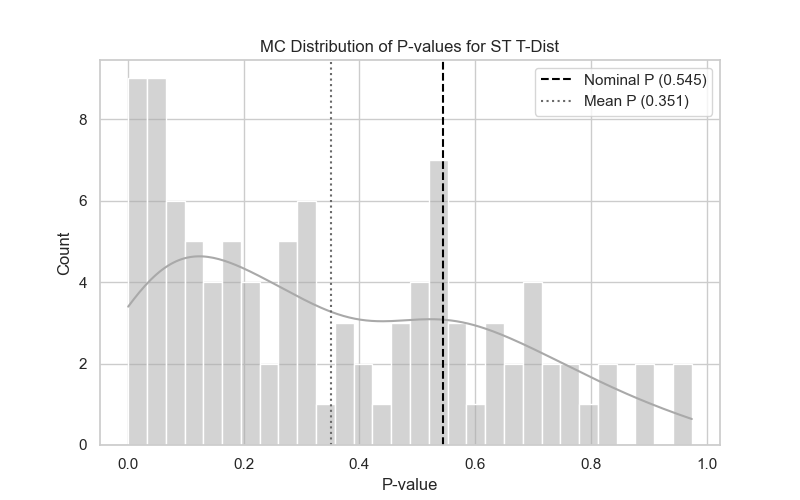 MC Distribution of P-values for ST T-Dist
Nominal P (0.545)
Mean P (0.351)
Count
8
6
4
2
0
0.0 0.2 0.4 0.6 0.8 1.0
P-value